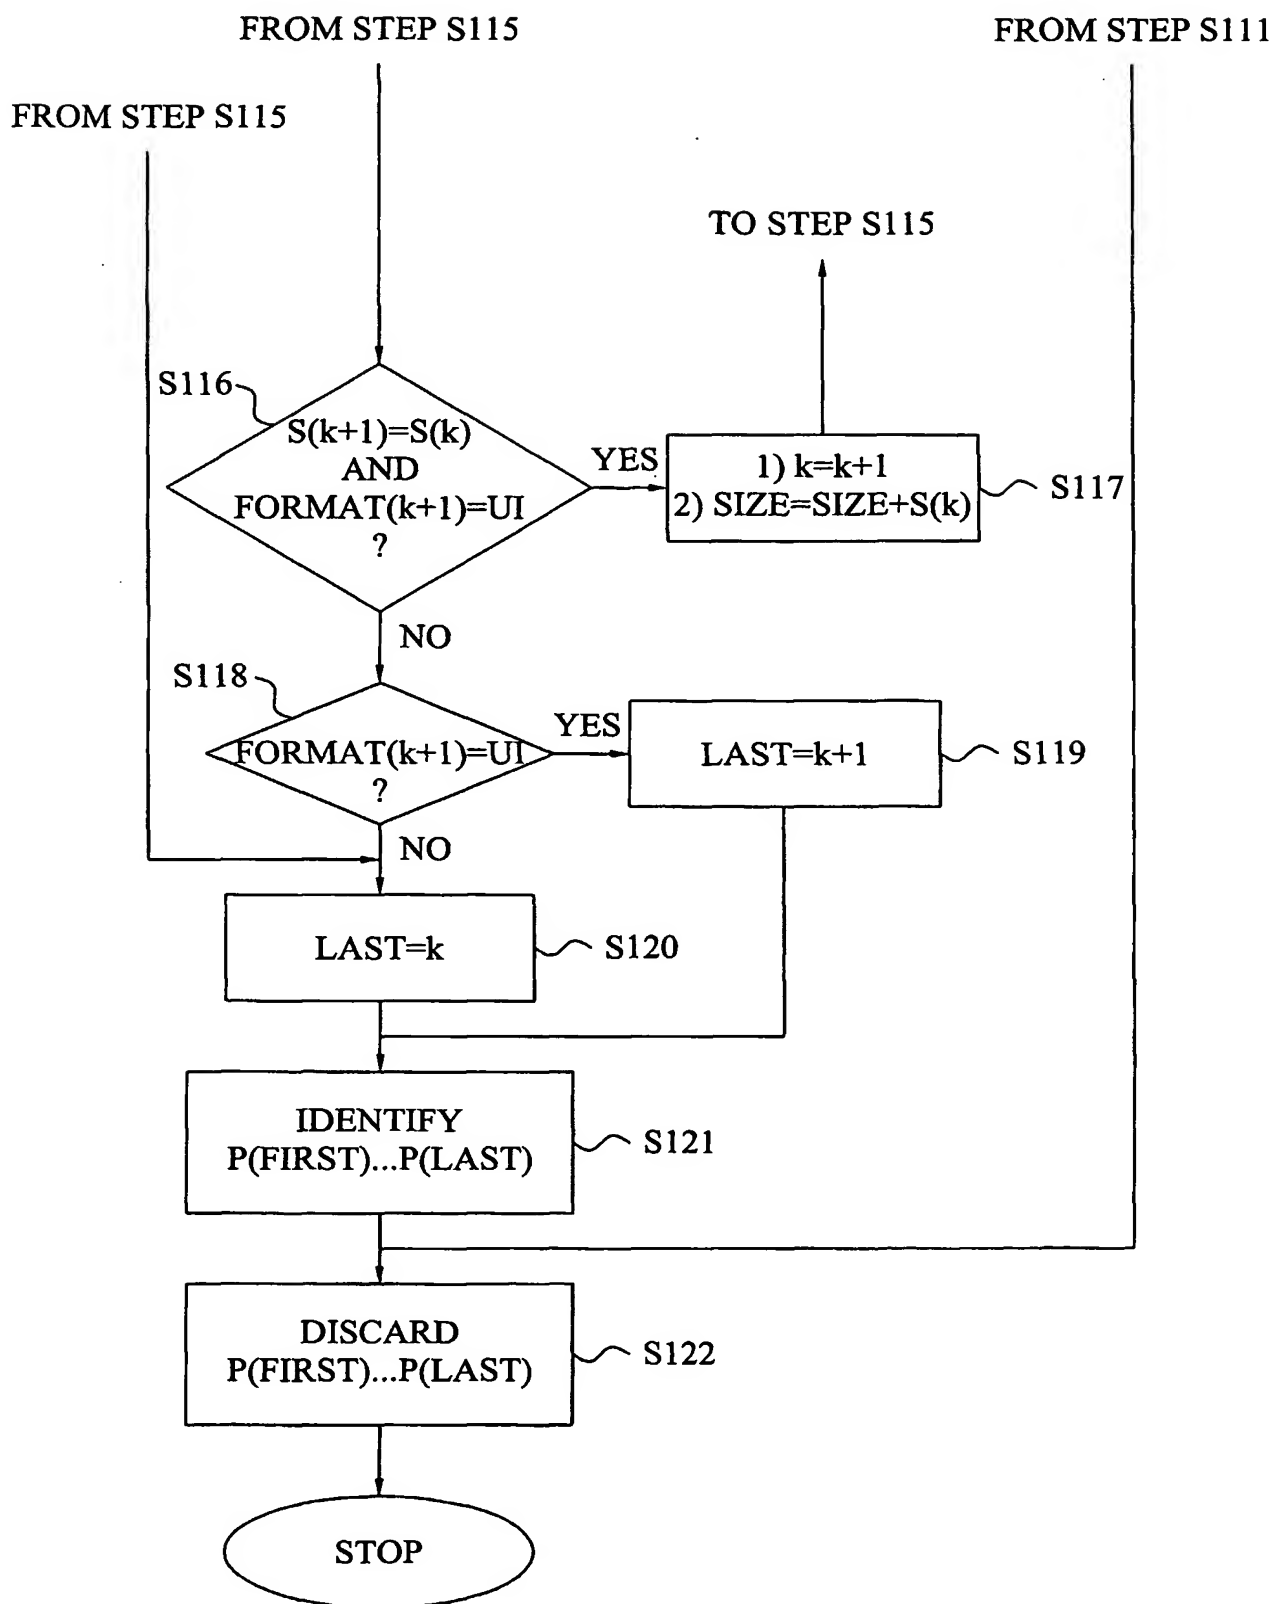 FROM STEP S115
FROM STEP S111
FROM STEP S115
TO STEP S115
S116
S(k+1)=S(k)
AND
FORMAT(k+1)=UI
?
YES
1) k=k+1
2) SIZE=SIZE+S(k)
S117
NO
S118
FORMAT(k+1)=UI
?
YES
LAST=k+1
S119
NO
LAST=k
S120
IDENTIFY
P(FIRST)...P(LAST)
S121
DISCARD
P(FIRST)...P(LAST)
S122
STOP